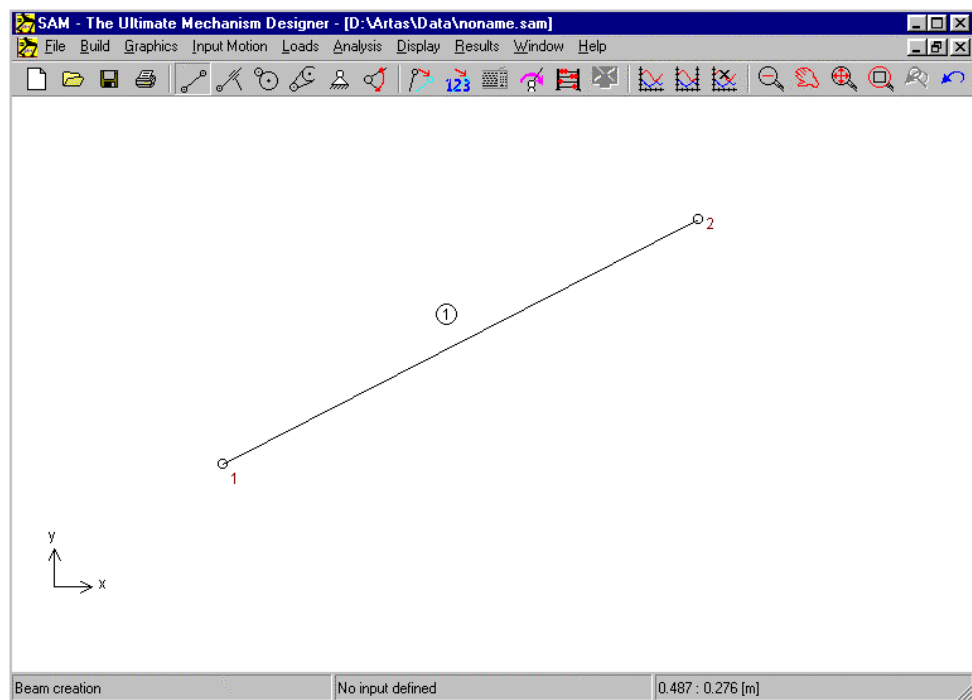 SAM - The Ultimate Mechanism Designer - [D:\Artas\Data\noname.sam]
File Build Graphics Input Motion Loads Analysis Display Results Window Help
123
2
1
1
y
x
Beam creation No input defined 0.487 : 0.276 [m]